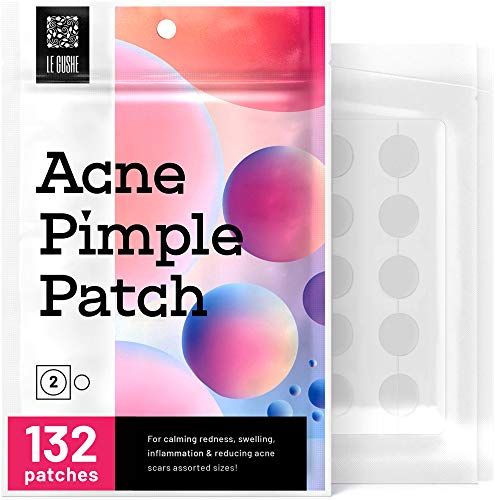 LE GUSHE
Acne
Pimple
Patch
2
132
patches
For calming redness, swelling,
inflammation & reducing acne
scars assorted sizes!